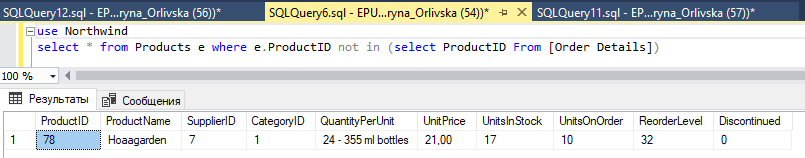 SQLQuery12.sql - EP...ryna_Orlivska (56))* SQLQuery6.sql - EPU...ryna_Orlivska (54))* SQLQuery11.sql - EP...ryna_Orlivska (57))*
use Northwind
select * from Products e where e.ProductID not in (select ProductID From [Order Details])
100 %
Результаты Сообщения
ProductID ProductName SupplierID CategoryID QuantityPerUnit UnitPrice UnitsInStock UnitsOnOrder ReorderLevel Discontinued
1 78 Hoaagarden 7 1 24 - 355 ml bottles 21,00 17 10 32 0